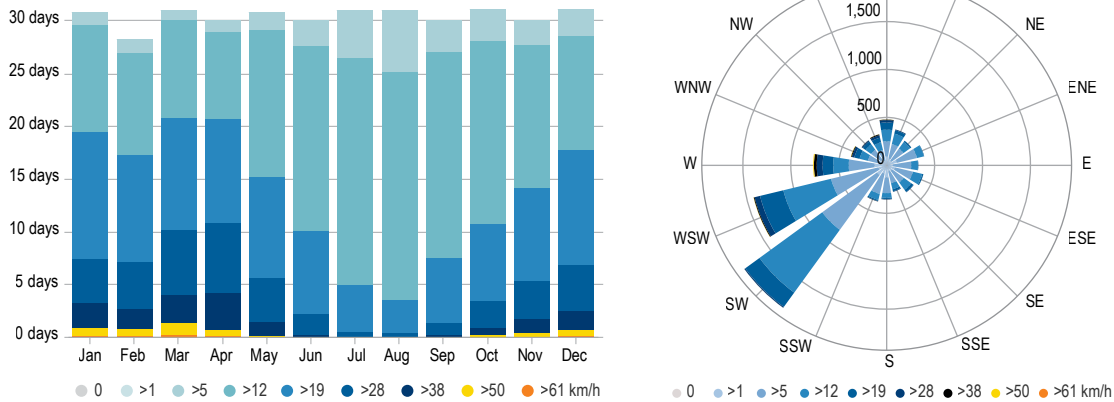 30 days
25 days
20 days
15 days
10 days
5 days
0 days
Jan Feb Mar Apr May Jun Jul Aug Sep Oct Nov Dec
0 >1 >5 >12 >19 >28 >38 >50 >61 km/h
1,500
NW NE
1,000
WNW ENE
500
0
W E
WSW ESE
SW SE
SSW SSE
S
0 >1 >5 >12 >19 >28 >38 >50 >61 km/h